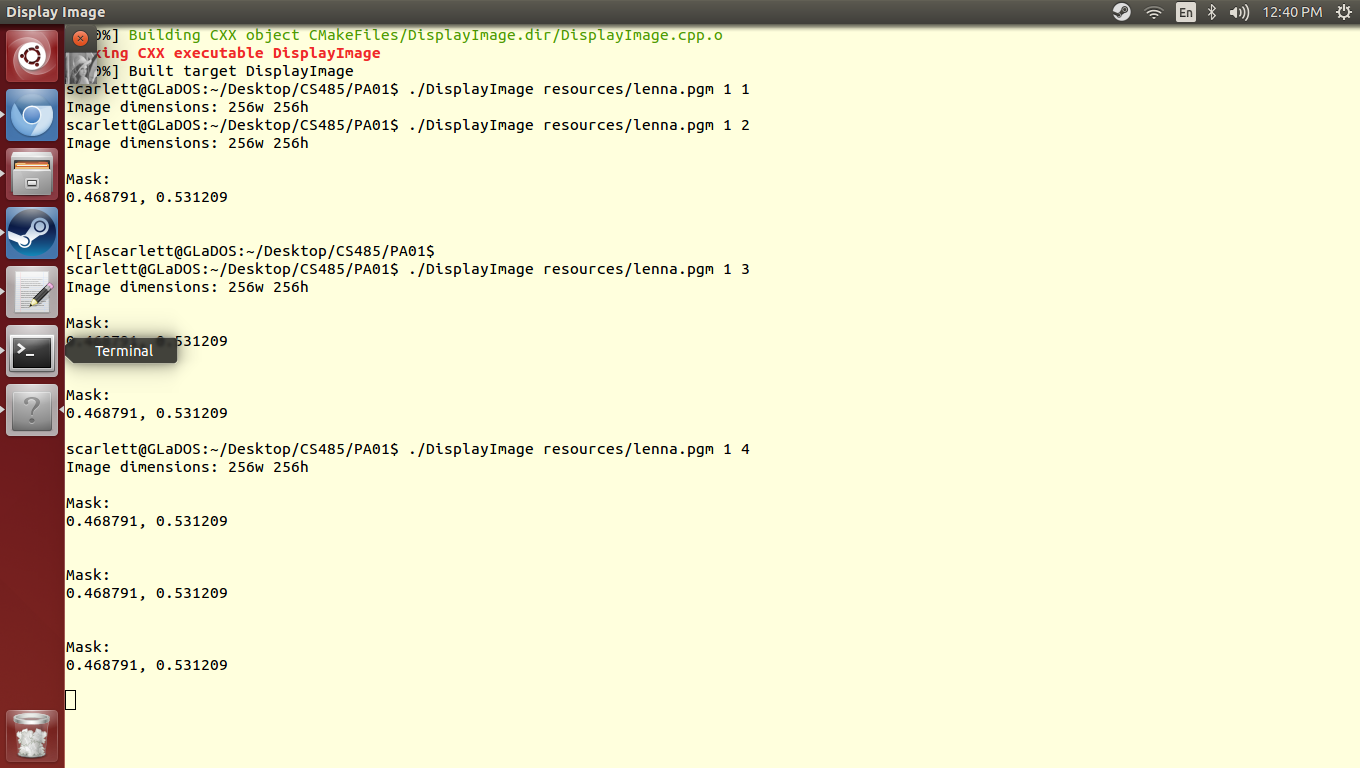 Display Image
En
12:40 PM
0%] Building CXX object CMakeFiles/DisplayImage.dir/DisplayImage.cpp.o
king CXX executable DisplayImage
0%] Built target DisplayImage
scarlett@GLaDOS:~/Desktop/CS485/PA01$ ./DisplayImage resources/lenna.pgm 1 1
Image dimensions: 256w 256h
scarlett@GLaDOS:~/Desktop/CS485/PA01$ ./DisplayImage resources/lenna.pgm 1 2
Image dimensions: 256w 256h
Mask:
0.468791, 0.531209
^[[Ascarlett@GLaDOS:~/Desktop/CS485/PA01$
scarlett@GLaDOS:~/Desktop/CS485/PA01$ ./DisplayImage resources/lenna.pgm 1 3
Image dimensions: 256w 256h
Mask:
0.468791, 0.531209
Terminal
Mask:
0.468791, 0.531209
scarlett@GLaDOS:~/Desktop/CS485/PA01$ ./DisplayImage resources/lenna.pgm 1 4
Image dimensions: 256w 256h
Mask:
0.468791, 0.531209
Mask:
0.468791, 0.531209
Mask:
0.468791, 0.531209